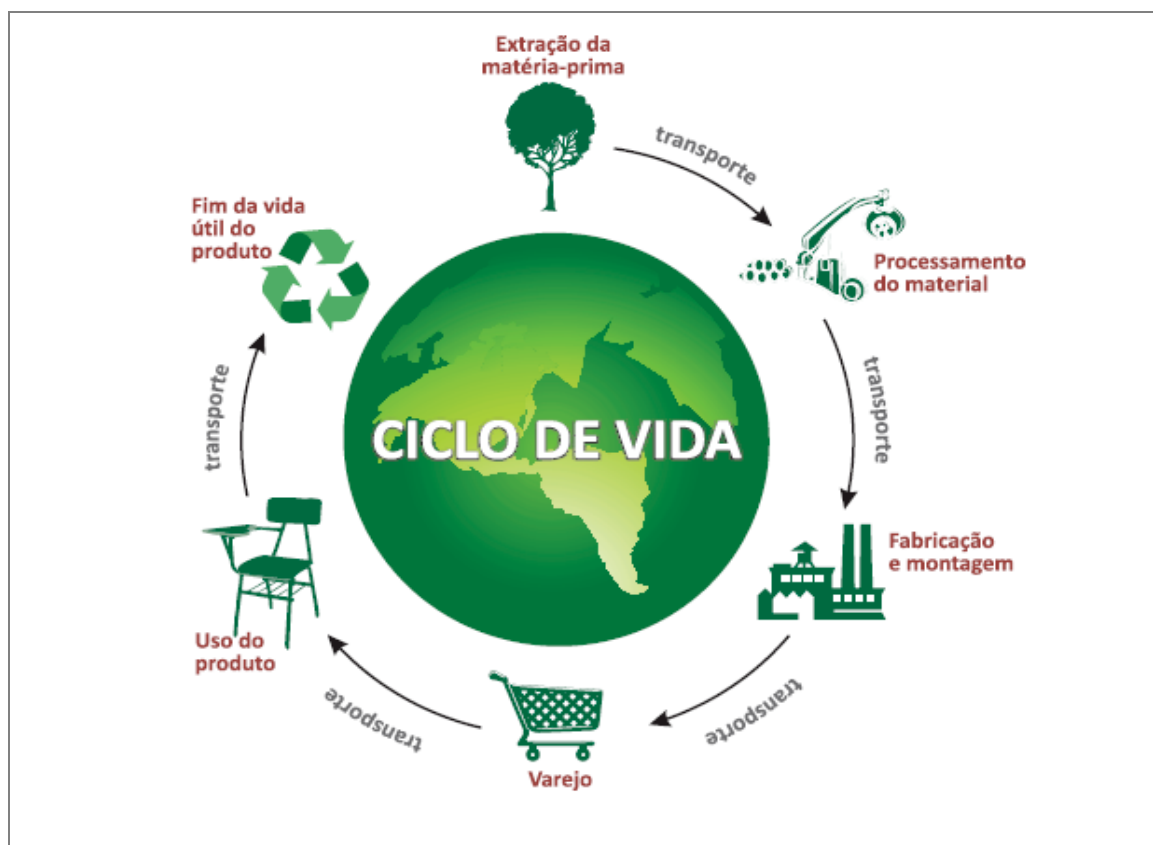 Extração da
matéria-prima
transporte
Processamento
do material
transporte
Fabricação
e montagem
transporte
Varejo
transporte
Uso do
produto
transporte
Fim da vida
útil do
produto
CICLO DE VIDA